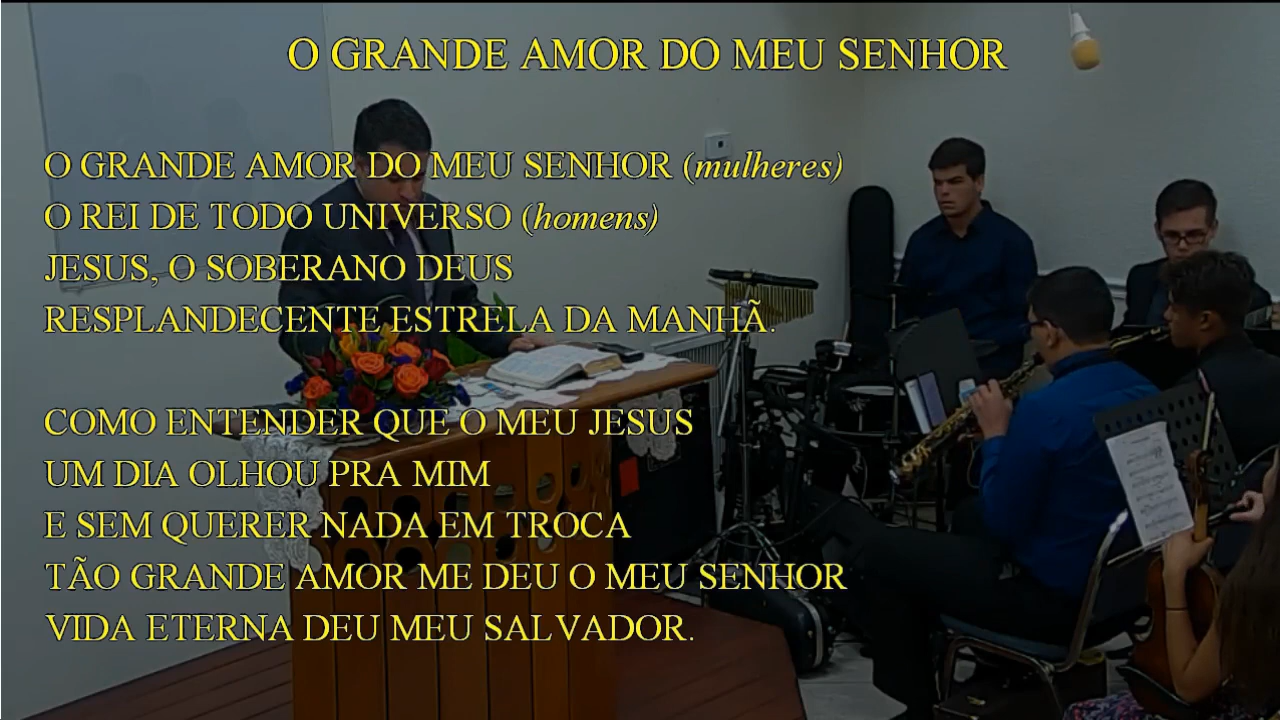 O GRANDE AMOR DO MEU SENHOR
O GRANDE AMOR DO MEU SENHOR (mulheres)
O REI DE TODO UNIVERSO (homens)
JESUS, O SOBERANO DEUS
RESPLANDECENTE ESTRELA DA MANHÃ.
COMO ENTENDER QUE O MEU JESUS
UM DIA OLHOU PRA MIM
E SEM QUERER NADA EM TROCA
TÃO GRANDE AMOR ME DEU O MEU SENHOR
VIDA ETERNA DEU MEU SALVADOR.